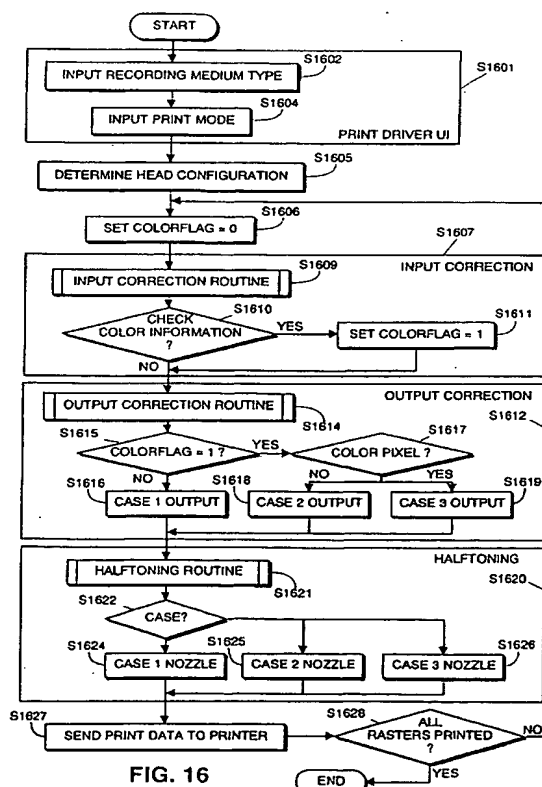 START
S1602
INPUT RECORDING MEDIUM TYPE
S1601
S1604
INPUT PRINT MODE
PRINT DRIVER UI
S1605
DETERMINE HEAD CONFIGURATION
S1606
SET COLORFLAG = 0
S1607
INPUT CORRECTION ROUTINE
S1609
INPUT CORRECTION
S1610
CHECK
COLOR INFORMATION
?
YES
S1611
SET COLORFLAG = 1
NO
OUTPUT CORRECTION
OUTPUT CORRECTION ROUTINE
S1614
S1612
S1615
S1617
COLORFLAG = 1 ?
YES
COLOR PIXEL ?
NO
NO
YES
S1616
S1618
S1619
CASE 1 OUTPUT
CASE 2 OUTPUT
CASE 3 OUTPUT
HALFTONING
HALFTONING ROUTINE
S1621
S1620
S1622
CASE?
S1624
S1625
S1626
CASE 1 NOZZLE
CASE 2 NOZZLE
CASE 3 NOZZLE
S1627
S1628
SEND PRINT DATA TO PRINTER
ALL
RASTERS PRINTED
?
NO
YES
FIG. 16
END